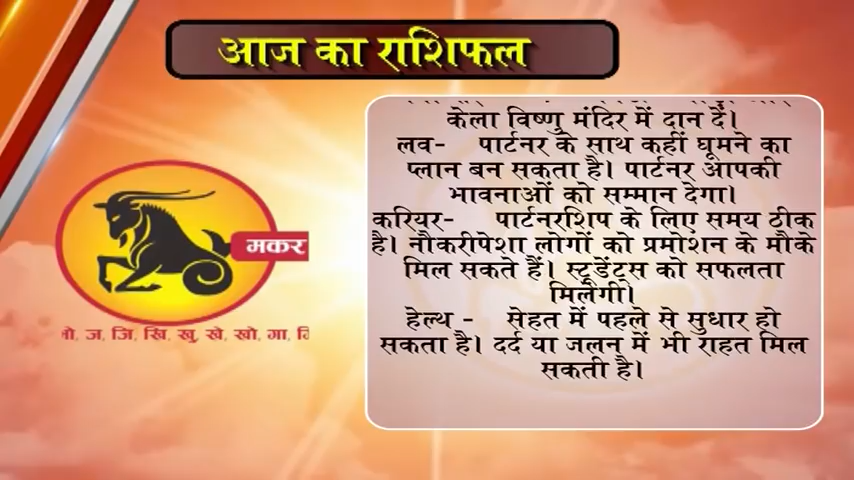 आज का राशिफल
केला विष्णु मंदिर में दान दें।
लव- पार्टनर के साथ कहीं घूमने का
प्लान बन सकता है। पार्टनर आपकी
भावनाओं को सम्मान देगा।
करियर- पार्टनरशिप के लिए समय ठीक
है। नौकरीपेशा लोगों को प्रमोशन के मौके
मिल सकते हैं। स्टूडेंट्स को सफलता
मिलेगी।
हेल्थ - सेहत में पहले से सुधार हो
सकता है। दर्द या जलन में भी राहत मिल
सकती है।
मकर
ज, जि, खि, खु, खे, खो, गा,